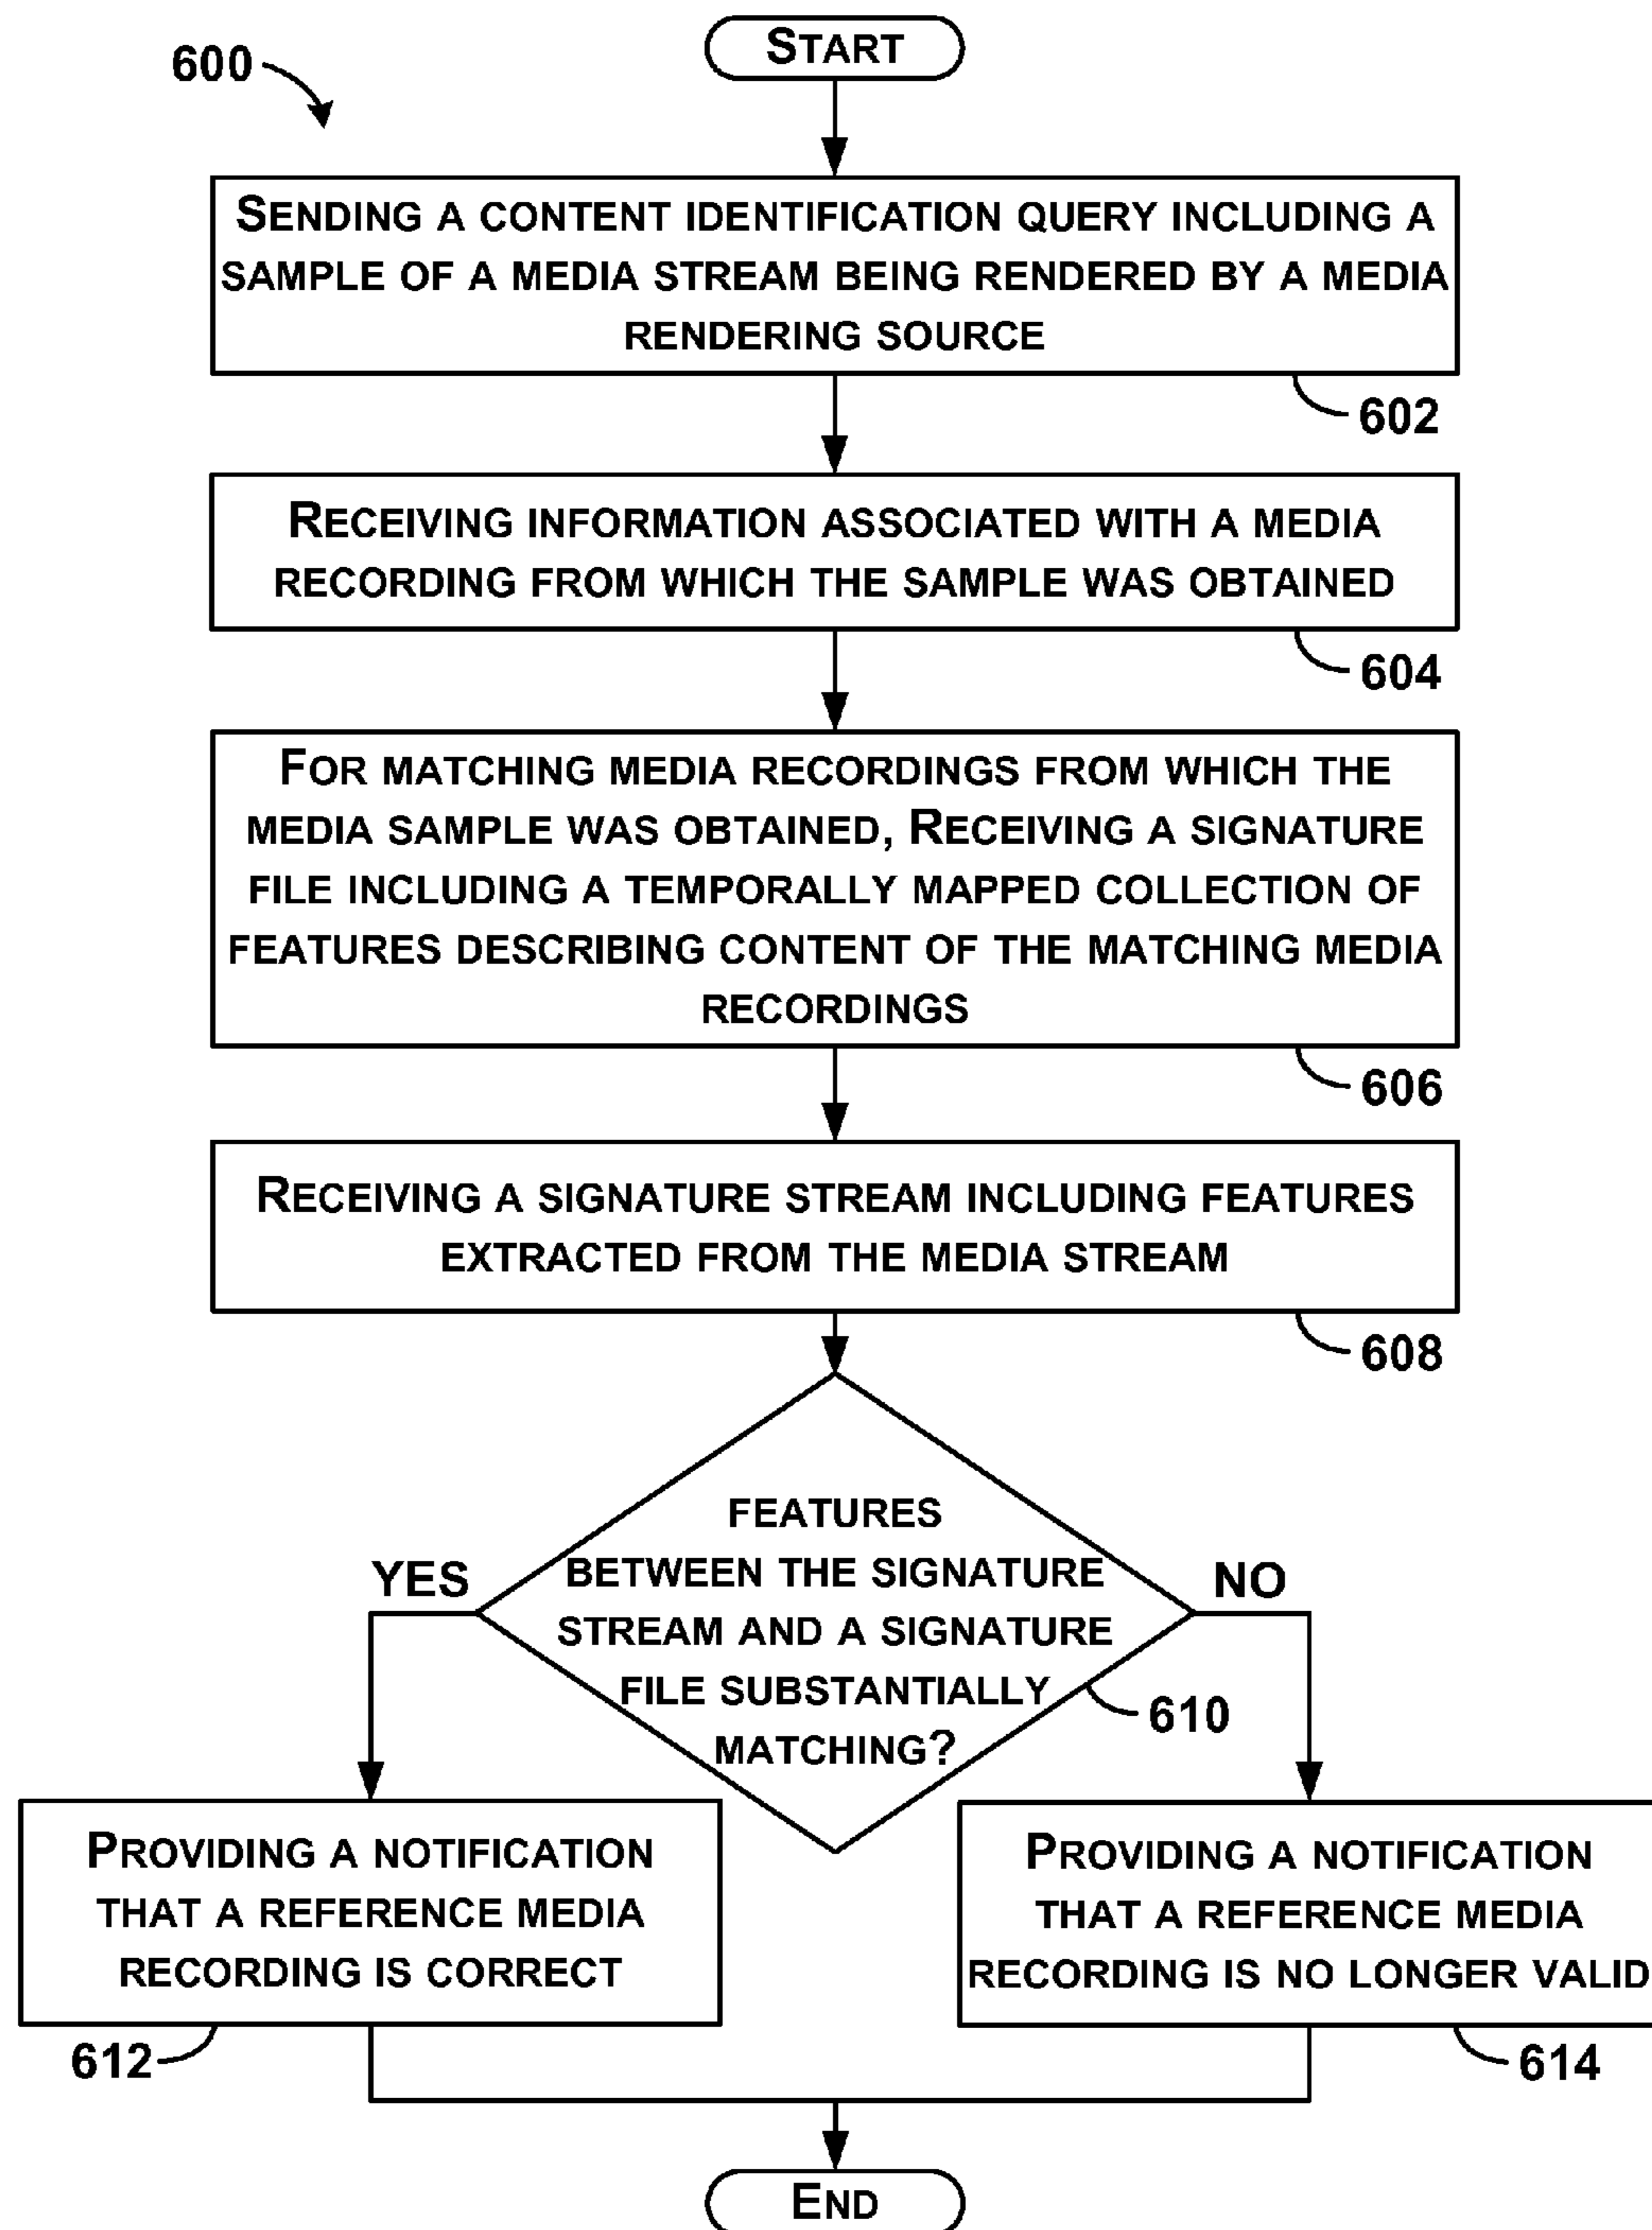 START
600
SENDING A CONTENT IDENTIFICATION QUERY INCLUDING A
SAMPLE OF A MEDIA STREAM BEING RENDERED BY A MEDIA
RENDERING SOURCE
602
RECEIVING INFORMATION ASSOCIATED WITH A MEDIA
RECORDING FROM WHICH THE SAMPLE WAS OBTAINED
604
FOR MATCHING MEDIA RECORDINGS FROM WHICH THE
MEDIA SAMPLE WAS OBTAINED, RECEIVING A SIGNATURE
FILE INCLUDING A TEMPORALLY MAPPED COLLECTION OF
FEATURES DESCRIBING CONTENT OF THE MATCHING MEDIA
RECORDINGS
606
RECEIVING A SIGNATURE STREAM INCLUDING FEATURES
EXTRACTED FROM THE MEDIA STREAM
608
FEATURES
BETWEEN THE SIGNATURE
STREAM AND A SIGNATURE
FILE SUBSTANTIALLY
MATCHING?
YES
NO
610
PROVIDING A NOTIFICATION
THAT A REFERENCE MEDIA
RECORDING IS CORRECT
612
PROVIDING A NOTIFICATION
THAT A REFERENCE MEDIA
RECORDING IS NO LONGER VALID
614
END